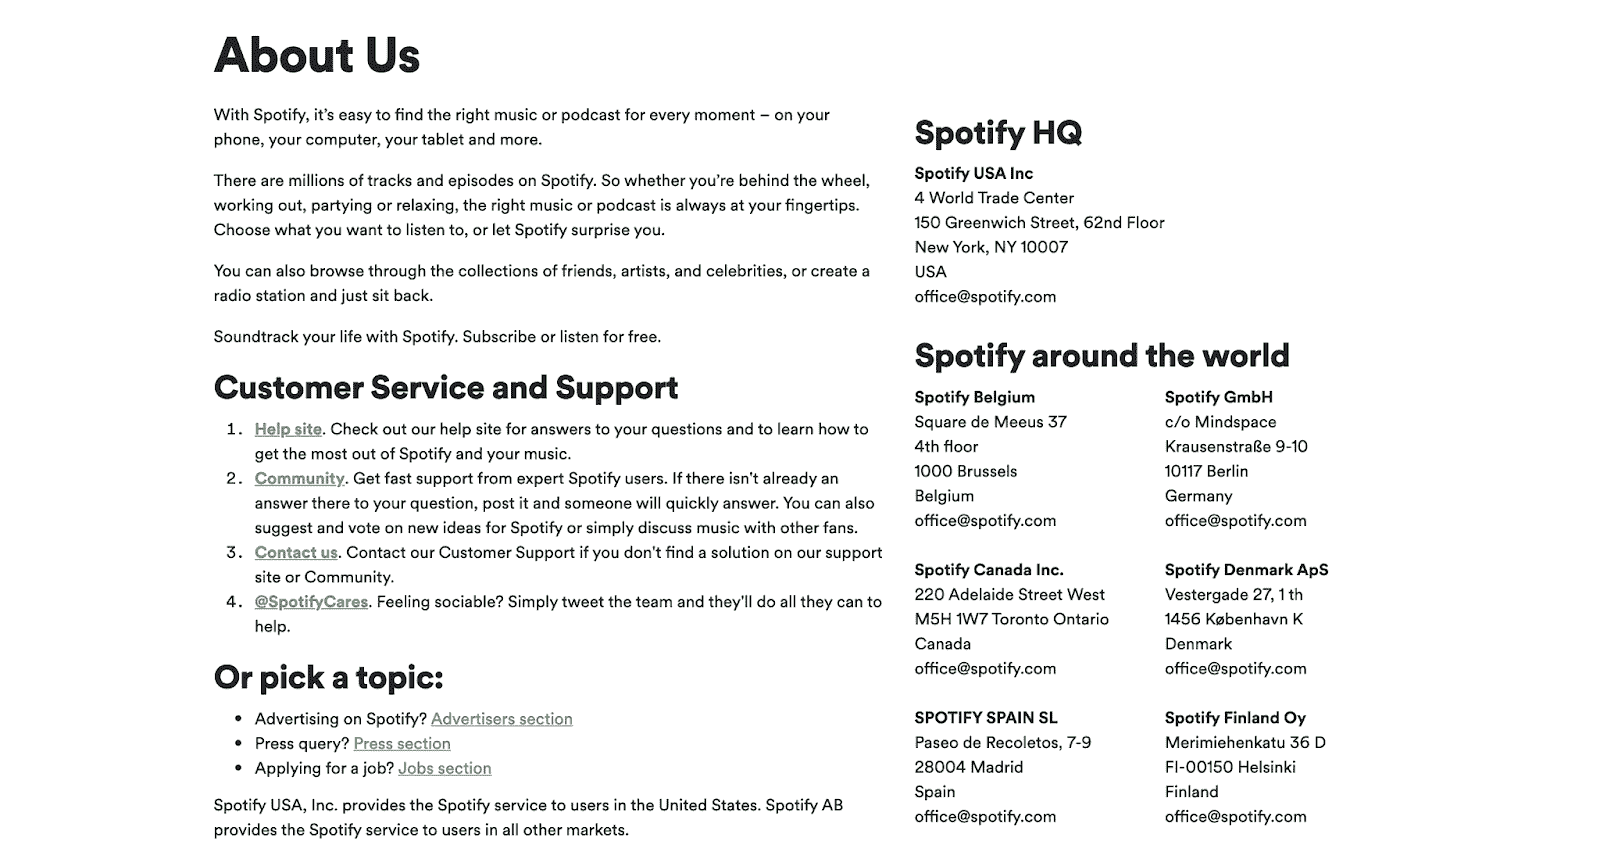 About Us
With Spotify, it’s easy to find the right music or podcast for every moment – on your
phone, your computer, your tablet and more.
There are millions of tracks and episodes on Spotify. So whether you’re behind the wheel,
working out, partying or relaxing, the right music or podcast is always at your fingertips.
Choose what you want to listen to, or let Spotify surprise you.
You can also browse through the collections of friends, artists, and celebrities, or create a
radio station and just sit back.
Soundtrack your life with Spotify. Subscribe or listen for free.
Customer Service and Support
1. Help site. Check out our help site for answers to your questions and to learn how to
get the most out of Spotify and your music.
2. Community. Get fast support from expert Spotify users. If there isn't already an
answer there to your question, post it and someone will quickly answer. You can also
suggest and vote on new ideas for Spotify or simply discuss music with other fans.
3. Contact us. Contact our Customer Support if you don't find a solution on our support
site or Community.
4. @SpotifyCares. Feeling sociable? Simply tweet the team and they'll do all they can to
help.
Or pick a topic:
• Advertising on Spotify? Advertisers section
• Press query? Press section
• Applying for a job? Jobs section
Spotify USA, Inc. provides the Spotify service to users in the United States. Spotify AB
provides the Spotify service to users in all other markets.
Spotify HQ
Spotify USA Inc
4 World Trade Center
150 Greenwich Street, 62nd Floor
New York, NY 10007
USA
office@spotify.com
Spotify around the world
Spotify Belgium
Square de Meeus 37
4th floor
1000 Brussels
Belgium
office@spotify.com
Spotify GmbH
c/o Mindspace
Krausenstraße 9-10
10117 Berlin
Germany
office@spotify.com
Spotify Canada Inc.
220 Adelaide Street West
M5H 1W7 Toronto Ontario
Canada
office@spotify.com
Spotify Denmark ApS
Vestergade 27, 1 th
1456 København K
Denmark
office@spotify.com
SPOTIFY SPAIN SL
Paseo de Recoletos, 7-9
28004 Madrid
Spain
office@spotify.com
Spotify Finland Oy
Merimiehenkatu 36 D
FI-00150 Helsinki
Finland
office@spotify.com